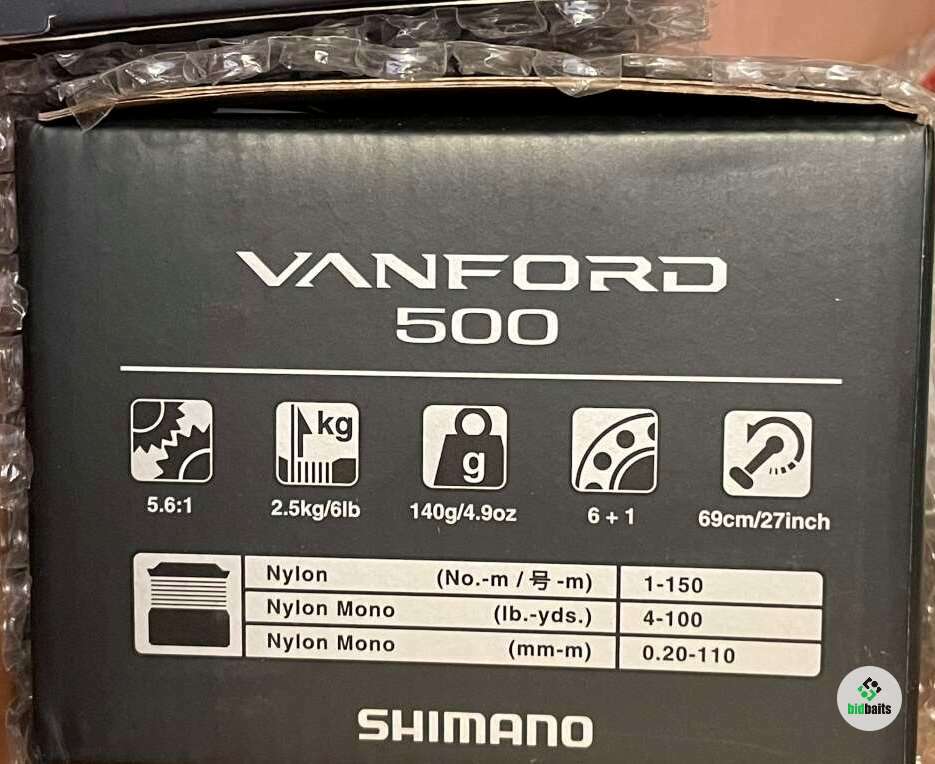 VANFORD
500
kg
g
5.6:1
2.5kg/6lb
140g/4.9oz
6 + 1
69cm/27inch
Nylon (No.-m / 号 -m) 1-150
Nylon Mono (lb.-yds.) 4-100
Nylon Mono (mm-m) 0.20-110
SHIMANO
bidbaits